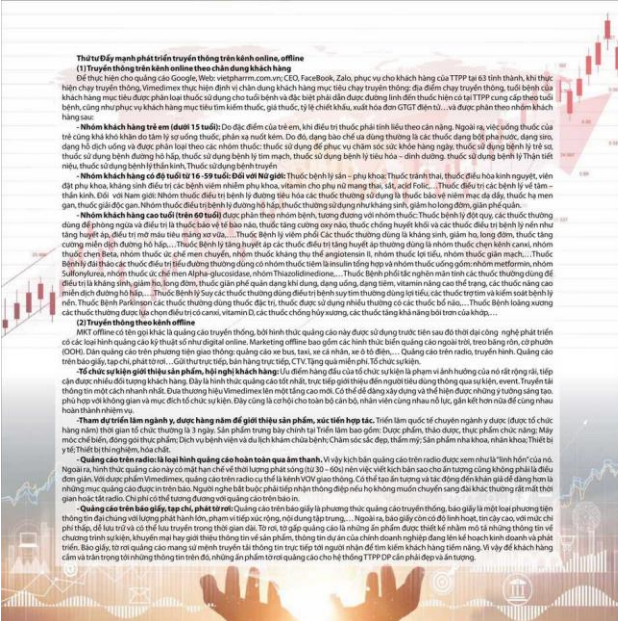 Thứ tư Đẩy mạnh phát triển truyền thông trên kênh online, offline
(1) Truyền thông trên kênh online theo chân dung khách hàng
Để thực hiện cho quảng cáo Google, Web: vietpharm.com.vn; CEO, FaceBook, Zalo, phục vụ cho khách hàng của TTPP tại 63 tỉnh thành, khi thực
hiện chạy truyền thông, Vimedimex thực hiện định vị chân dung khách hàng mục tiêu chạy truyền thông: địa điểm chạy truyền thông, tuổi bệnh của
khách hàng mục tiêu được phân loại thuốc sử dụng cho tuổi bệnh và đặc biệt phải dẫn được đường link đến thuốc hiện có tại TTPP cung cấp theo tuổi
bệnh, cũng như phục vụ khách hàng mục tiêu tìm kiếm thuốc, giá thuốc, tỷ lệ chiết khấu, xuất hóa đơn GTGT điện tử…và được phân theo nhóm khách
hàng sau:
- Nhóm khách hàng trẻ em (dưới 15 tuổi): Do đặc điểm của trẻ em, khi điều trị thuốc phải tính liều theo cân nặng. Ngoài ra, việc uống thuốc của
trẻ cũng khá khó khăn do tâm lý sợ uống thuốc, phản xạ nuốt kém. Do đó, dạng bào chế ưa dùng thường là các thuốc dạng bột pha nước, dạng siro,
dạng hỗ dịch uống và được phân loại theo các nhóm thuốc: thuốc sử dụng để phục vụ chăm sóc sức khỏe hàng ngày, thuốc sử dụng bệnh lý trẻ sơ,
thuốc sử dụng bệnh đường hô hấp, thuốc sử dụng bệnh lý tim mạch, thuốc sử dụng bệnh lý tiêu hóa – dinh dưỡng. thuốc sử dụng bệnh lý Thận tiết
niệu, thuốc sử dụng bệnh lý thần kinh, Thuốc sử dụng bệnh truyền
- Nhóm khách hàng có độ tuổi từ 16 -59 tuổi: Đối với Nữ giới: Thuốc bệnh lý sản – phụ khoa: Thuốc tránh thai, thuốc điều hòa kinh nguyệt, viên
đặt phụ khoa, kháng sinh điều trị các bệnh viêm nhiễm phụ khoa, vitamin cho phụ nữ mang thai, sắt, acid Folic,…Thuốc điều trị các bệnh lý về tâm –
thần kinh. Đối với Nam giới: Nhóm thuốc điều trị bệnh lý đường tiêu hóa các thuốc thường sử dụng là thuốc bảo vệ niêm mạc dạ dầy, thuốc hạ men
gan, thuốc giải độc gan. Nhóm thuốc điều trị bệnh lý đường hô hấp, thuốc thường sử dụng như kháng sinh, giảm ho long đờm, giãn phế quản.
- Nhóm khách hàng cao tuổi (trên 60 tuổi) được phân theo nhóm bệnh, tương đương với nhóm thuốc: Thuốc bệnh lý đột quỵ, các thuốc thường
dùng để phòng ngừa và điều trị là thuốc bảo vệ tế bào não, thuốc tăng cường oxy não, thuốc chống huyết khối và các thuốc điều trị bệnh lý nền như
tăng huyết áp, điều trị mỡ máu tiêu mảng xơ vữa,…Thuốc Bệnh lý viêm phổi Các thuốc thường dùng là kháng sinh, giảm ho, long đờm, thuốc tăng
cường miễn dịch đường hô hấp,…Thuốc Bệnh lý tăng huyết áp các thuốc điều trị tăng huyết áp thường dùng là nhóm thuốc chẹn kênh canxi, nhóm
thuốc chẹn Beta, nhóm thuốc ức chế men chuyển, nhóm thuốc kháng thụ thể angiotensin II, nhóm thuốc lợi tiểu, nhóm thuốc giãn mạch,…Thuốc
Bệnh lý đái tháo các thuốc điều trị tiểu đường thường dùng có nhóm thuốc tiêm là insulin tổng hợp và nhóm thuốc uống gồm: nhóm metformin, nhóm
Sulfonylurea, nhóm thuốc ức chế men Alpha-glucosidase, nhóm Thiazolidinedione,…Thuốc Bệnh phổi tắc nghẽn mãn tính các thuốc thường dùng để
điều trị là kháng sinh, giảm ho, long đờm, thuốc giãn phế quản dạng khí dung, dạng uống, dạng tiêm, vitamin nâng cao thể trạng, các thuốc nâng cao
miễn dịch đường hô hấp,…Thuốc Bệnh lý Suy các thuốc thường dùng điều trị bệnh suy tim thường dùng lợi tiểu, các thuốc trợ tim và kiểm soát bệnh lý
nền. Thuốc Bệnh Parkinson các thuốc thường dùng thuốc đặc trị, thuốc được sử dụng nhiều thường có các thuốc bổ não,…Thuốc Bệnh loãng xương
các thuốc thường được lựa chọn điều trị có canxi, vitamin D, các thuốc chống hủy xương, các thuốc tăng khả năng bôi trơn của khớp,…
(2) Truyền thông theo kênh offline
MKT offline có tên gọi khác là quảng cáo truyền thống, bởi hình thức quảng cáo này được sử dụng trước tiên sau đó thời đại công nghệ phát triển
có các loại hình quảng cáo kỹ thuật số như digital online. Marketing offline bao gồm các hình thức biển quảng cáo ngoài trời, treo băng rôn, cờ phướn
(OOH). Dán quảng cáo trên phương tiện giao thông: quảng cáo xe bus, taxi, xe cá nhân, xe ô tô điện,… Quảng cáo trên radio, truyền hình. Quảng cáo
trên báo giấy, tạp chí, phát tờ rơi,…Gửi thư trực tiếp, bán hàng trực tiếp, CTV. Tặng quà miễn phí. Tổ chức sự kiện.
-Tổ chức sự kiện giới thiệu sản phẩm, hội nghị khách hàng: Ưu điểm hàng đầu của tổ chức sự kiện là phạm vi ảnh hưởng của nó rất rộng rãi, tiếp
cận được nhiều đối tượng khách hàng. Đây là hình thức quảng cáo tốt nhất, trực tiếp giới thiệu đến người tiêu dùng thông qua sự kiện, event. Truyền tải
thông tin một cách nhanh nhất. Đưa thương hiệu Vimedimex lên một tầng cao mới. Có thể dễ dàng xây dựng và thể hiện được những ý tưởng sáng tạo.
phù hợp với không gian và mục đích tổ chức sự kiện. Đây cũng là cơ hội cho toàn bộ cán bộ, nhân viên cùng nhau nỗ lực, gắn kết hơn nữa để cùng nhau
hoàn thành nhiệm vụ.
-Tham dự triển lãm ngành y, dược hàng năm để giới thiệu sản phẩm, xúc tiến hợp tác. Triển lãm quốc tế chuyên ngành y dược (được tổ chức
hàng năm) thời gian tổ chức thường là 3 ngày. Sản phẩm trưng bày chính tại Triển lãm bao gồm: Dược phẩm, thảo dược, thực phẩm chức năng; Máy
móc chế biến, đóng gói thực phẩm; Dịch vụ bệnh viện và du lịch khám chữa bệnh; Chăm sóc sắc đẹp, thẩm mỹ; Sản phẩm nha khoa, nhãn khoa; Thiết bị
y tế; Thiết bị thí nghiệm, hóa chất.
- Quảng cáo trên radio: là loại hình quảng cáo hoàn toàn qua âm thanh. Vì vậy kịch bản quảng cáo trên radio được xem như là "linh hồn" của nó.
Ngoài ra, hình thức quảng cáo này có mặt hạn chế về thời lượng phát sóng (từ 30 – 60s) nên việc viết kịch bản sao cho ấn tượng cũng không phải là điều
đơn giản. Với dược phẩm Vimedimex, quảng cáo trên radio cụ thể là kênh VOV giao thông. Có thể tạo ấn tượng và tác động đến khán giả dễ dàng hơn là
những mục quảng cáo được in trên báo. Người nghe bắt buộc phải tiếp nhận thông điệp nếu họ không muốn chuyển sang đài khác thường rất mất thời
gian hoặc tắt radio. Chi phí có thể tương đương với quảng cáo trên báo in.
- Quảng cáo trên báo giấy, tạp chí, phát tờ rơi: Quảng cáo trên báo giấy là phương thức quảng cáo truyền thống, báo giấy là một loại phương tiện
thông tin đại chúng với lượng phát hành lớn, phạm vi tiếp xúc rộng, nội dung tập trung,… Ngoài ra, báo giấy còn có độ linh hoạt, tin cậy cao, với mức chi
phí thấp, dễ lưu trữ và có thể lưu truyền trong thời gian dài. Tờ rơi, tờ gấp quảng cáo là những ấn phẩm được thiết kế nhằm mô tả những thông tin về
chương trình sự kiện, khuyến mại hay giới thiệu thông tin về sản phẩm, thông tin dự án của chính doanh nghiệp đang lên kế hoạch kinh doanh và phát
triển. Báo giấy, tờ rơi quảng cáo mang sứ mệnh truyền tải thông tin trực tiếp tới người nhận để tìm kiếm khách hàng tiềm năng. Vì vậy để khách hàng
cầm và trân trọng tới những thông tin trên đó, những ấn phẩm tờ rơi quảng cáo cho hệ thống TTPP DP cần phải đẹp và ấn tượng.